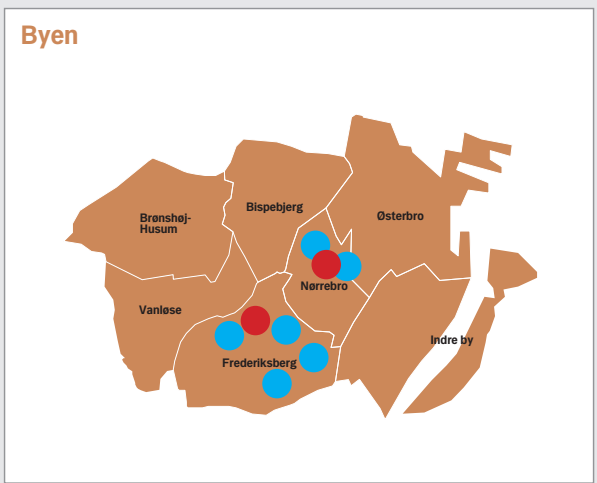 Byen
Bispebjerg
Brønshøj-
Husum
Østerbro
Nørrebro
Vanløse
Indre by
Frederiksberg